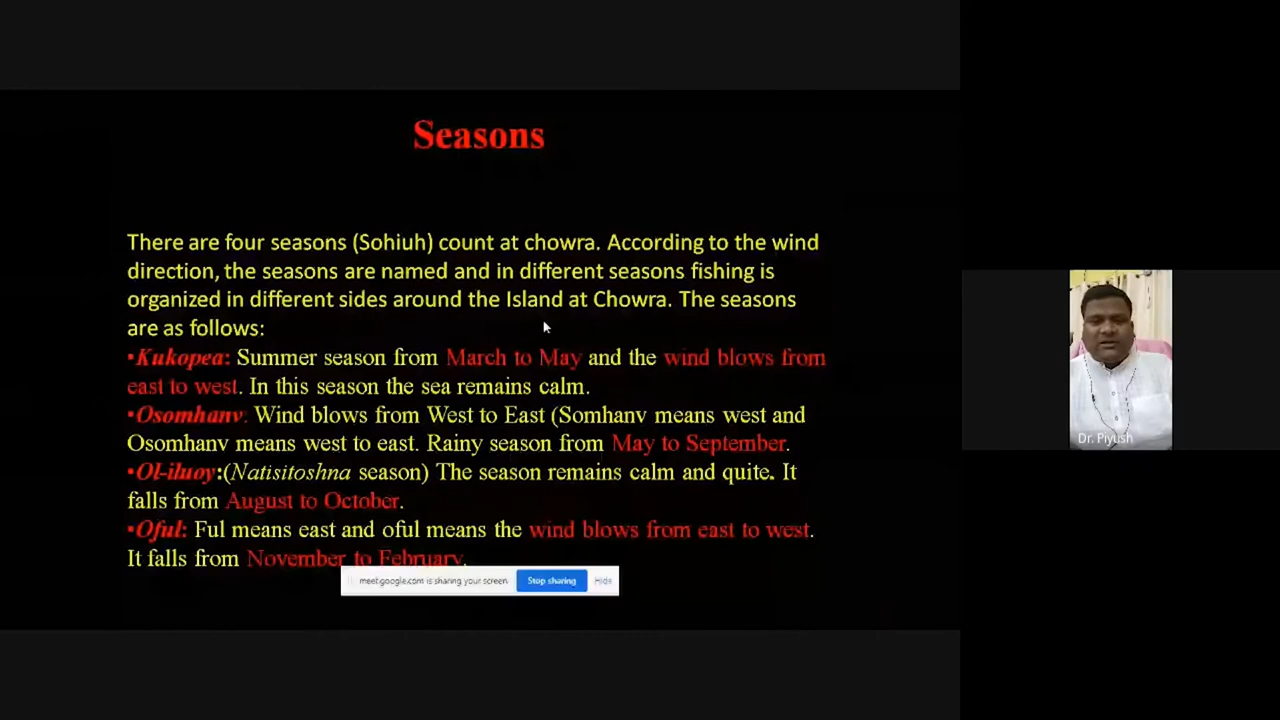 Seasons
There are four seasons (Sohiuh) count at chowra. According to the wind
direction, the seasons are named and in different seasons fishing is
organized in different sides around the Island at Chowra. The seasons
are as follows:
•Kukopea: Summer season from March to May and the wind blows from
east to west. In this season the sea remains calm.
•Osomhanv. Wind blows from West to East (Somhanv means west and
Osomhanv means west to east. Rainy season from May to September.
•Ol-iluoy:(Natisitoshna season) The season remains calm and quite. It
falls from August to October.
•Oful: Ful means east and oful means the wind blows from east to west.
It falls from November to February.
meet.google.com is sharing your screen Stop sharing Hide
Dr. Piyush